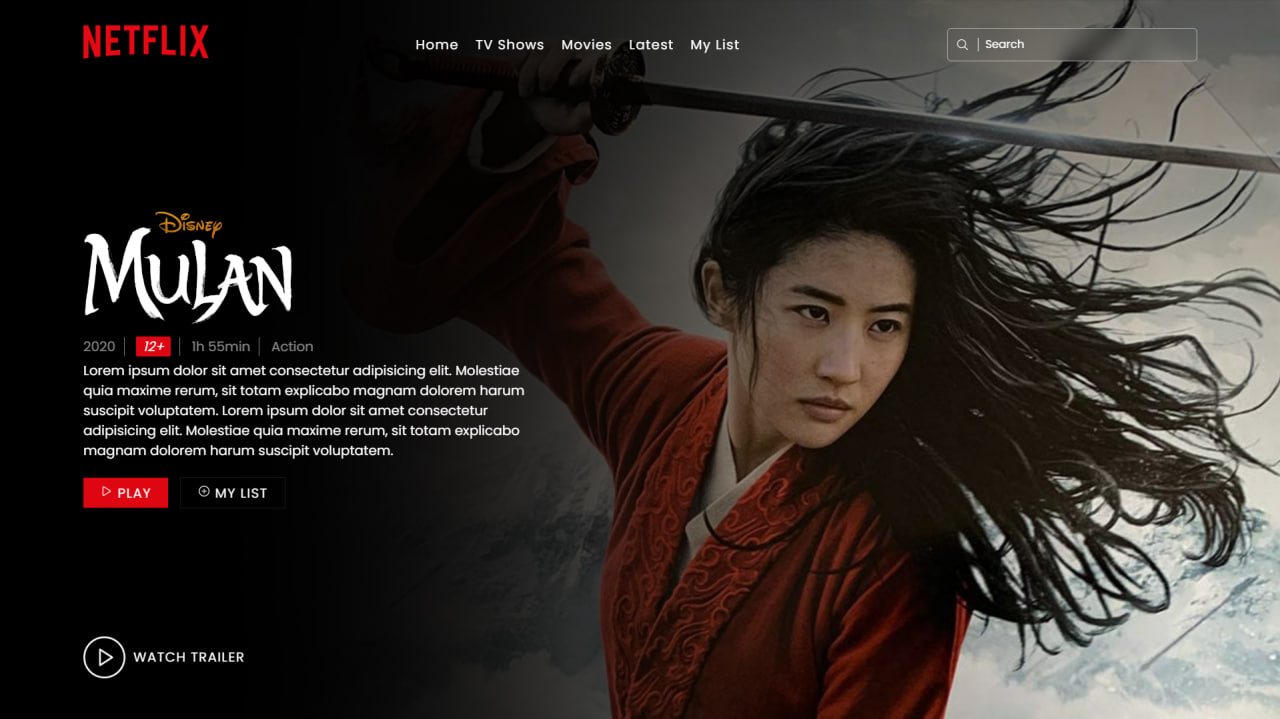 NETFLIX
Home TV Shows Movies Latest My List
Search
Disney
MULAN
2020 12+ 1h 55min Action
Lorem ipsum dolor sit amet consectetur adipisicing elit. Molestiae
quia maxime rerum, sit totam explicabo magnam dolorem harum
suscipit voluptatem. Lorem ipsum dolor sit amet consectetur
adipisicing elit. Molestiae quia maxime rerum, sit totam explicabo
magnam dolorem harum suscipit voluptatem.
PLAY MY LIST
WATCH TRAILER